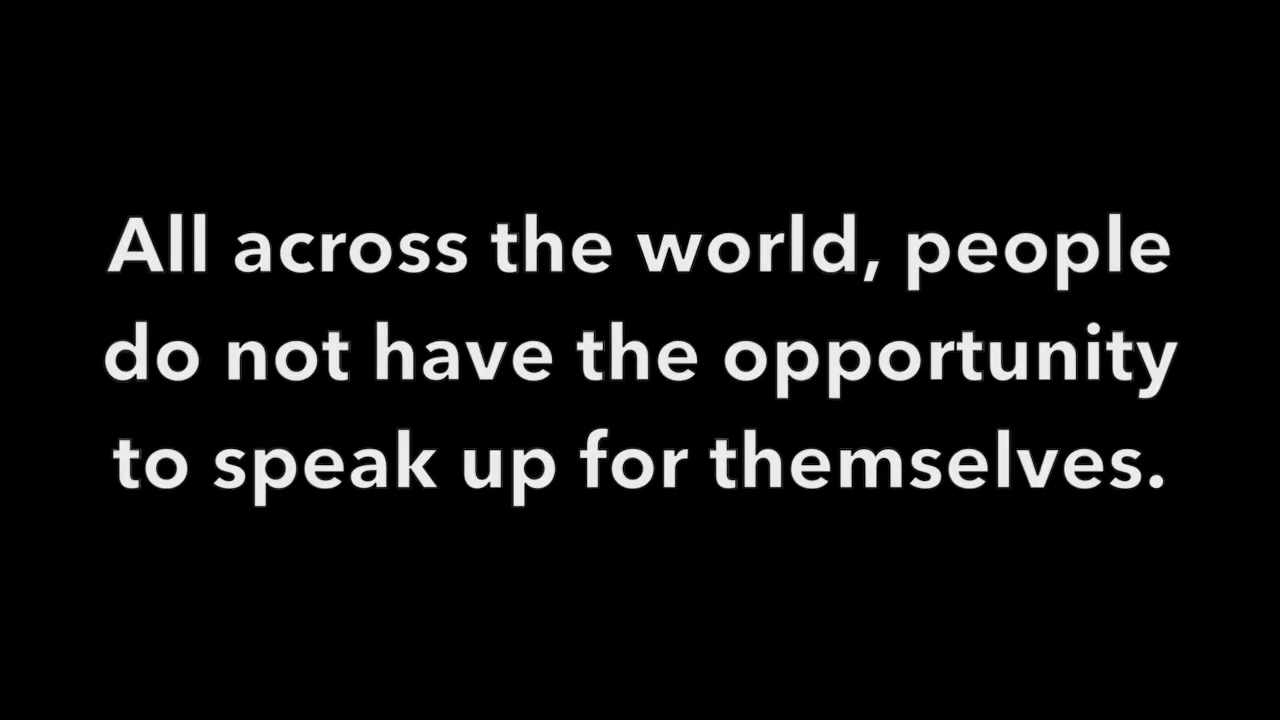 All across the world, people
do not have the opportunity
to speak up for themselves.